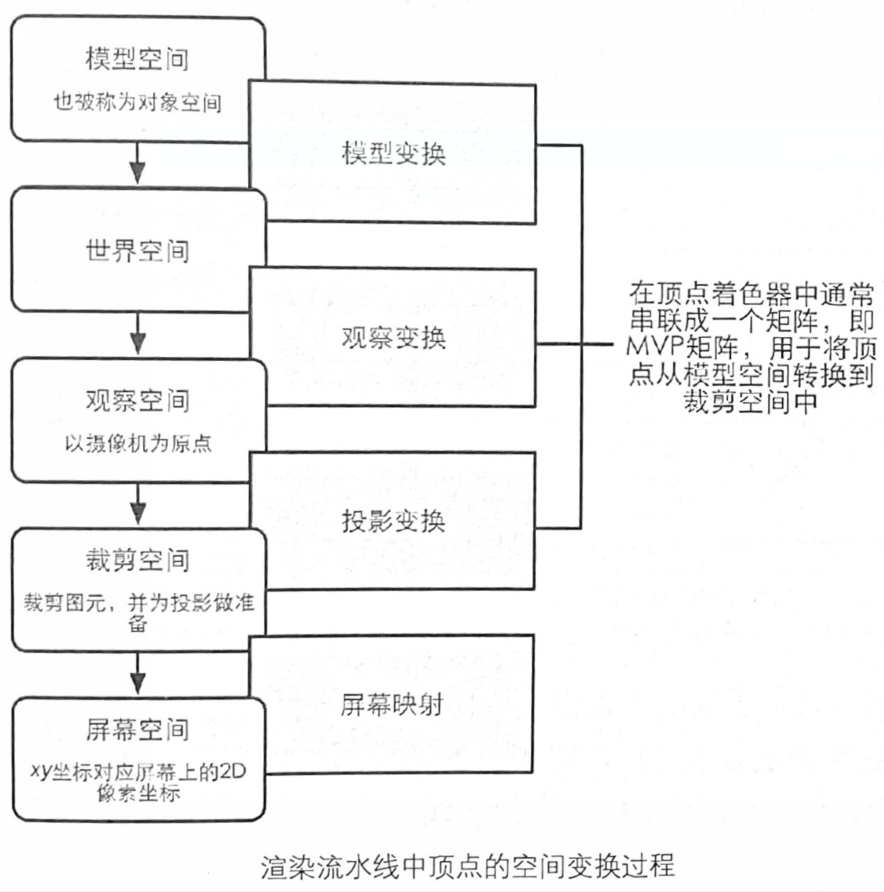 模型空间
也被称为对象空间
模型变换
世界空间
观察变换
观察空间
以摄像机为原点
投影变换
裁剪空间
裁剪图元，并为投影做准
备
屏幕映射
屏幕空间
xy坐标对应屏幕上的2D
像素坐标
在顶点着色器中通常
串联成一个矩阵，即
MVP矩阵，用于将顶
点从模型空间转换到
裁剪空间中
渲染流水线中顶点的空间变换过程